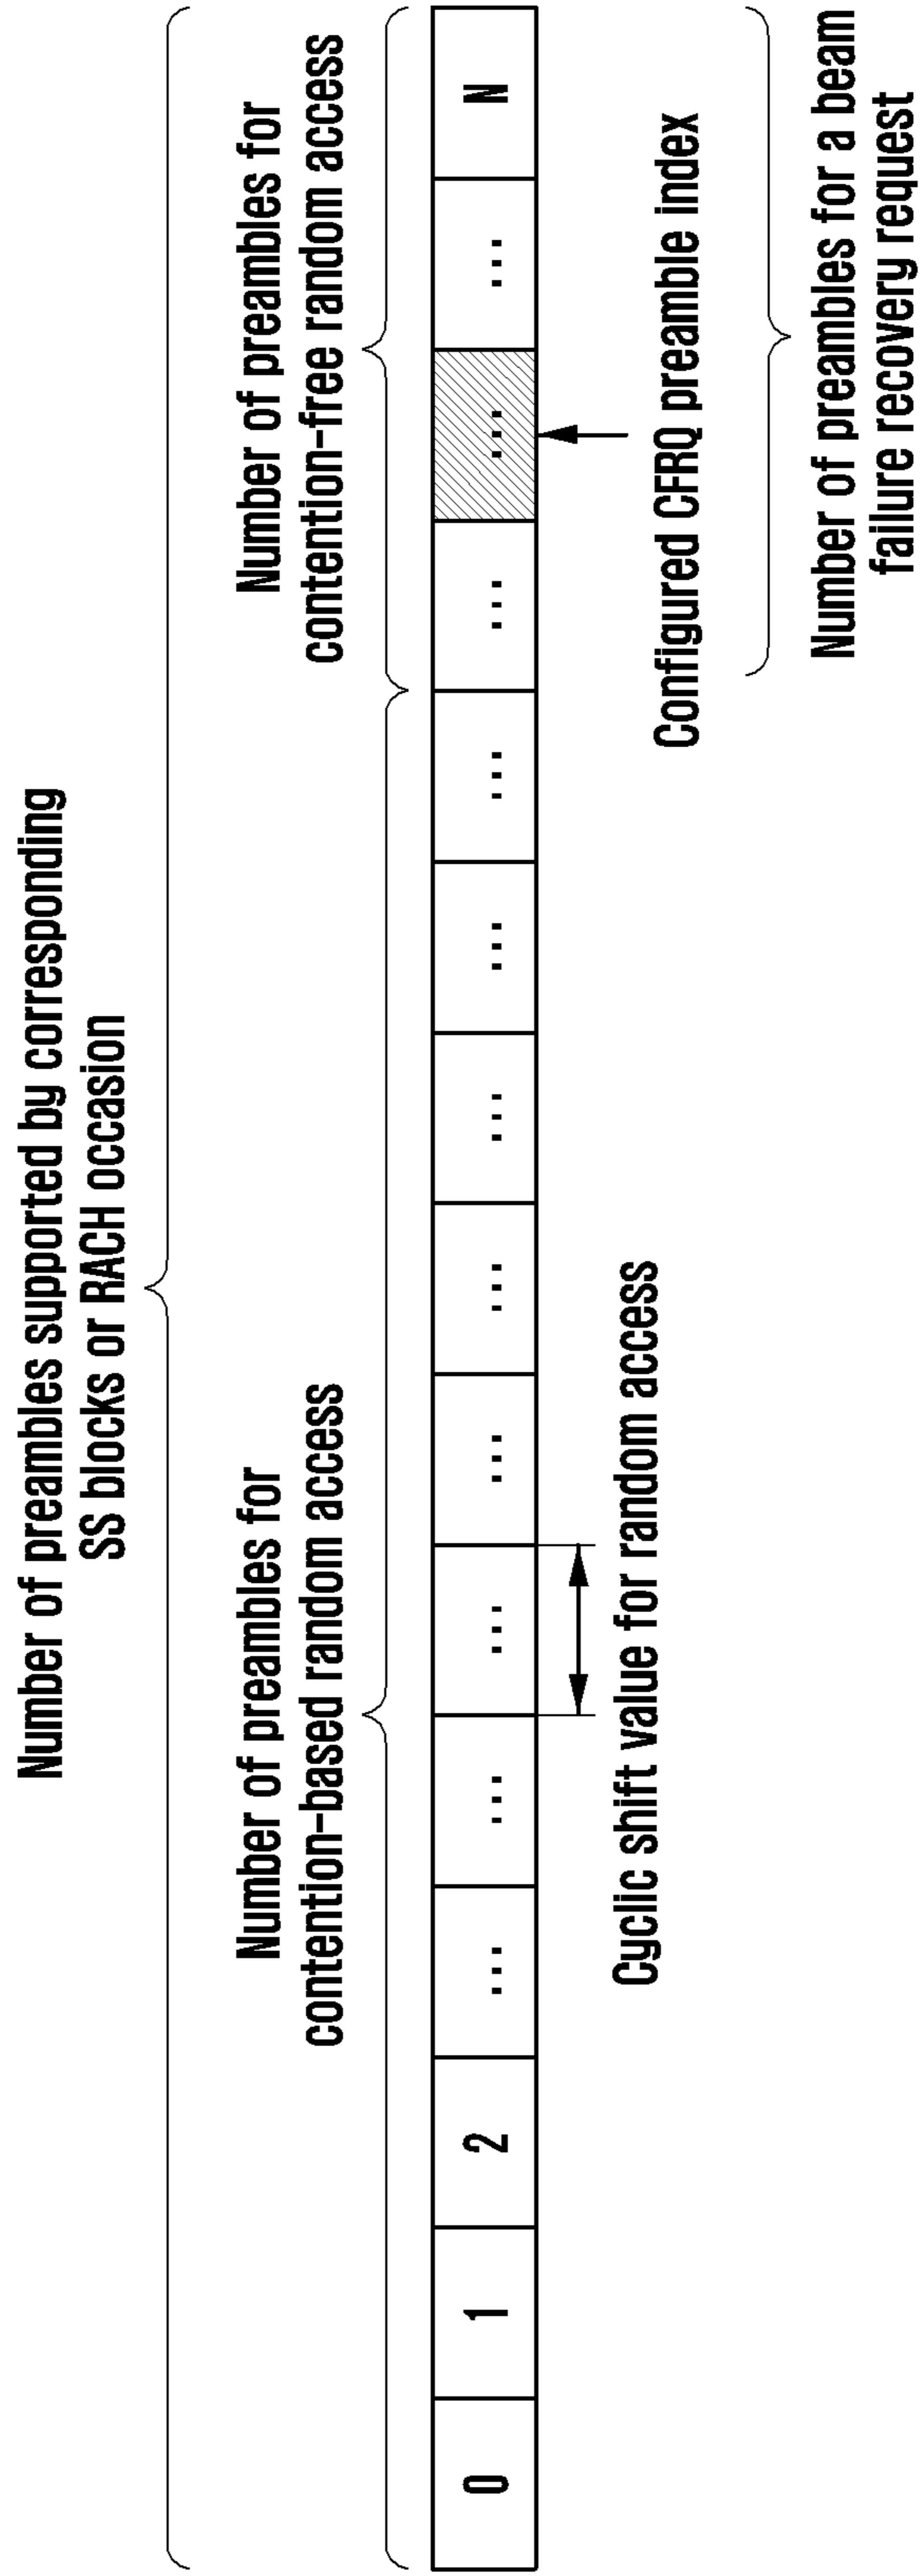 Number of preambles supported by corresponding
SS blocks or RACH occasion
Number of preambles for
contention-based random access
Number of preambles for
contention-free random access
0 1 2 ... ... ... ... ... ... ... ... ... ... ... N
Cyclic shift value for random access
Configured CFRQ preamble index
Number of preambles for a beam
failure recovery request